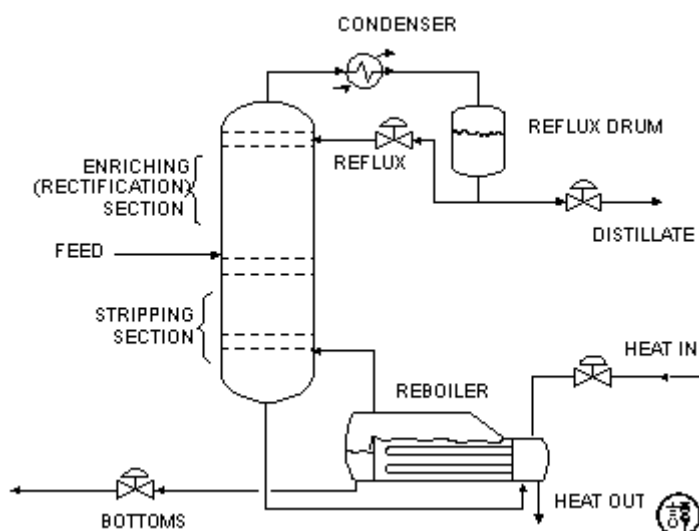 CONDENSER
REFLUX DRUM
ENRICHING
(RECTIFICATION)
SECTION
REFLUX
DISTILLATE
FEED
STRIPPING
SECTION
HEAT IN
REBOILER
HEAT OUT
BOTTOMS